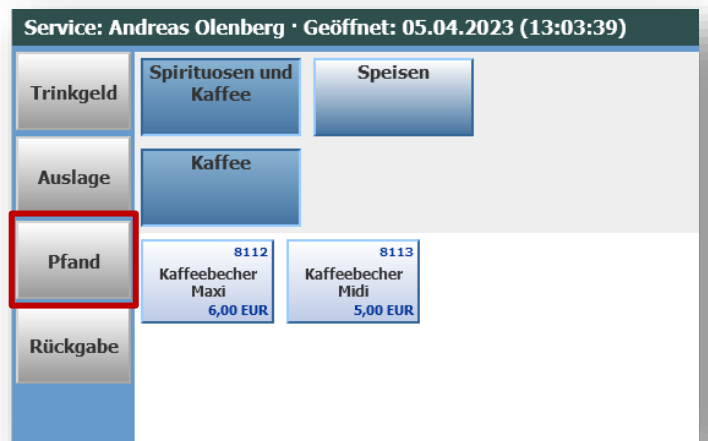 Service: Andreas Olenberg · Geöffnet: 05.04.2023 (13:03:39)
Trinkgeld
Spirituosen und
Kaffee
Speisen
Auslage
Kaffee
Pfand
8112
Kaffeebecher
Maxi
6,00 EUR
8113
Kaffeebecher
Midi
5,00 EUR
Rückgabe